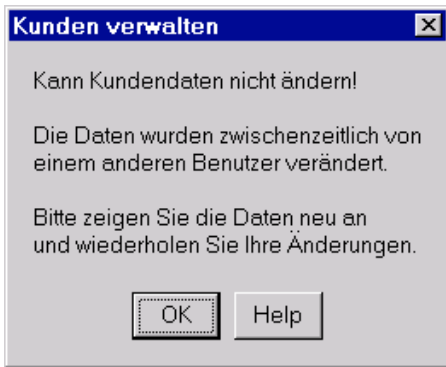 Kunden verwalten
Kann Kundendaten nicht ändern!
Die Daten wurden zwischenzeitlich von
einem anderen Benutzer verändert.
Bitte zeigen Sie die Daten neu an
und wiederholen Sie Ihre Änderungen.
OK Help